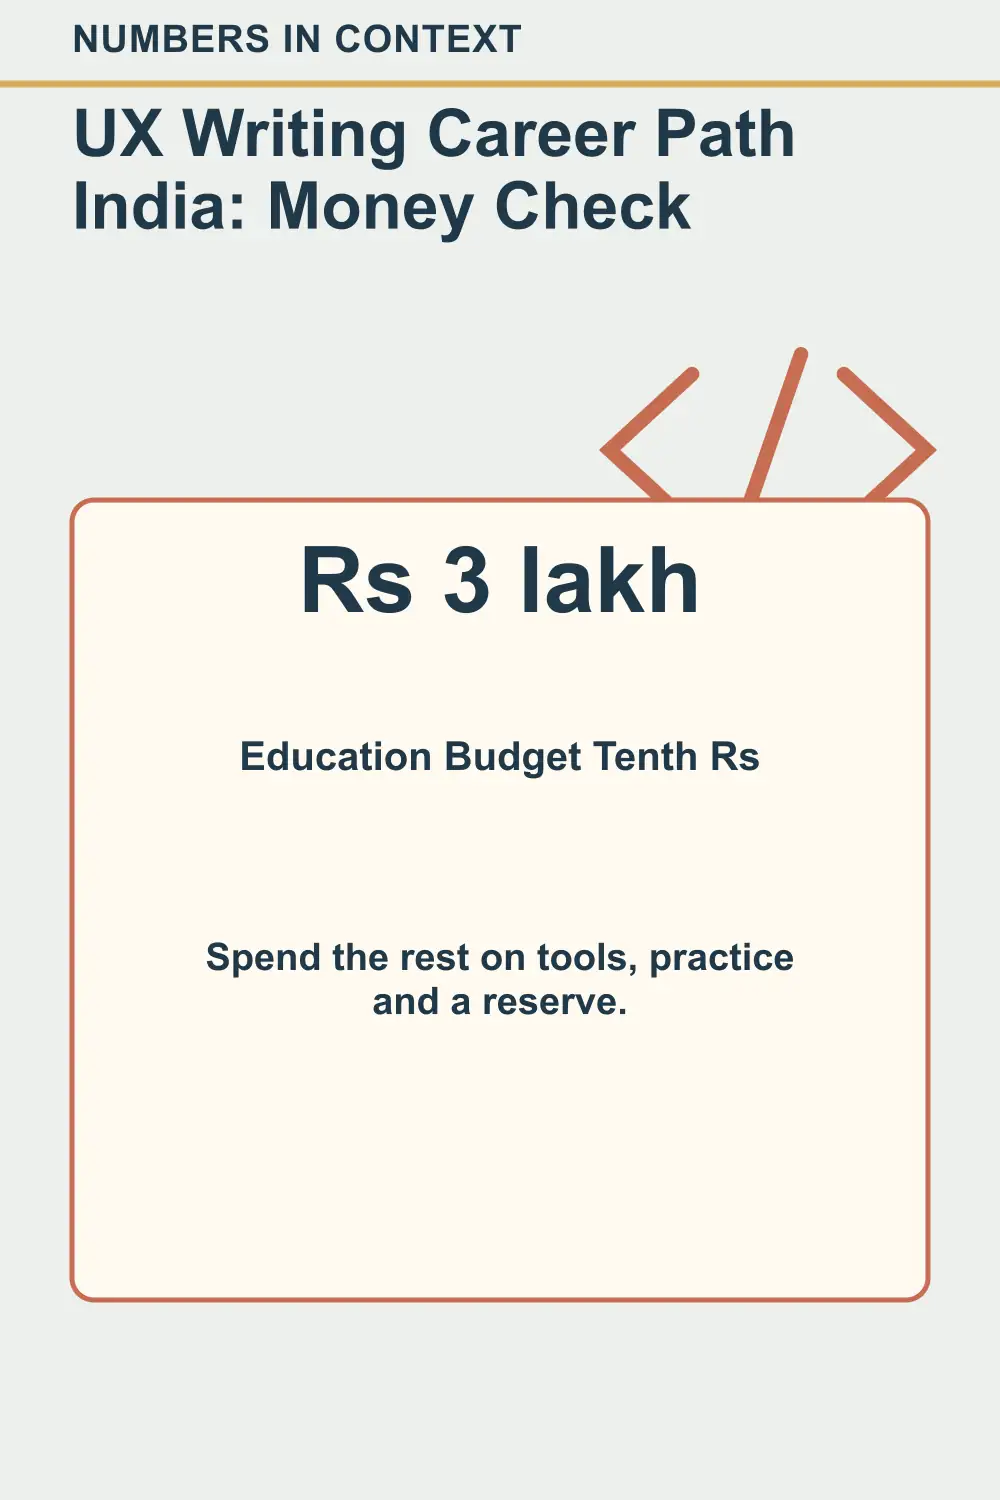 NUMBERS IN CONTEXT
UX Writing Career Path
India: Money Check
Rs 3 lakh
Education Budget Tenth Rs
Spend the rest on tools, practice
and a reserve.